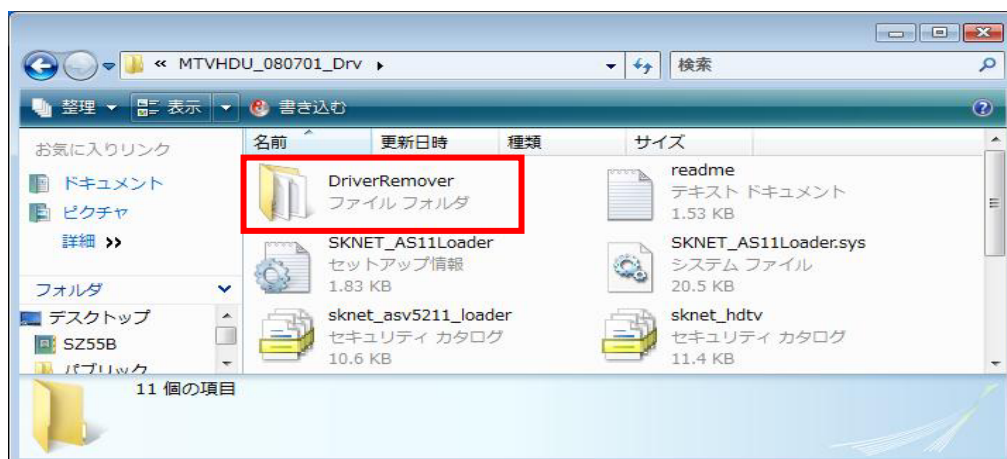 « MTVHDU_080701_Drv
検索
整理 表示 書き込む
お気に入りリンク
ドキュメント
ピクチャ
詳細 »
フォルダ
デスクトップ
SZ55B
パブリック
名前 更新日時 種類 サイズ
DriverRemover
ファイル フォルダ
readme
テキスト ドキュメント
1.53 KB
SKNET_AS11Loader
セットアップ情報
1.83 KB
SKNET_AS11Loader.sys
システム ファイル
20.5 KB
sknet_asv5211_loader
セキュリティ カタログ
10.6 KB
sknet_hdtv
セキュリティ カタログ
11.4 KB
11 個の項目